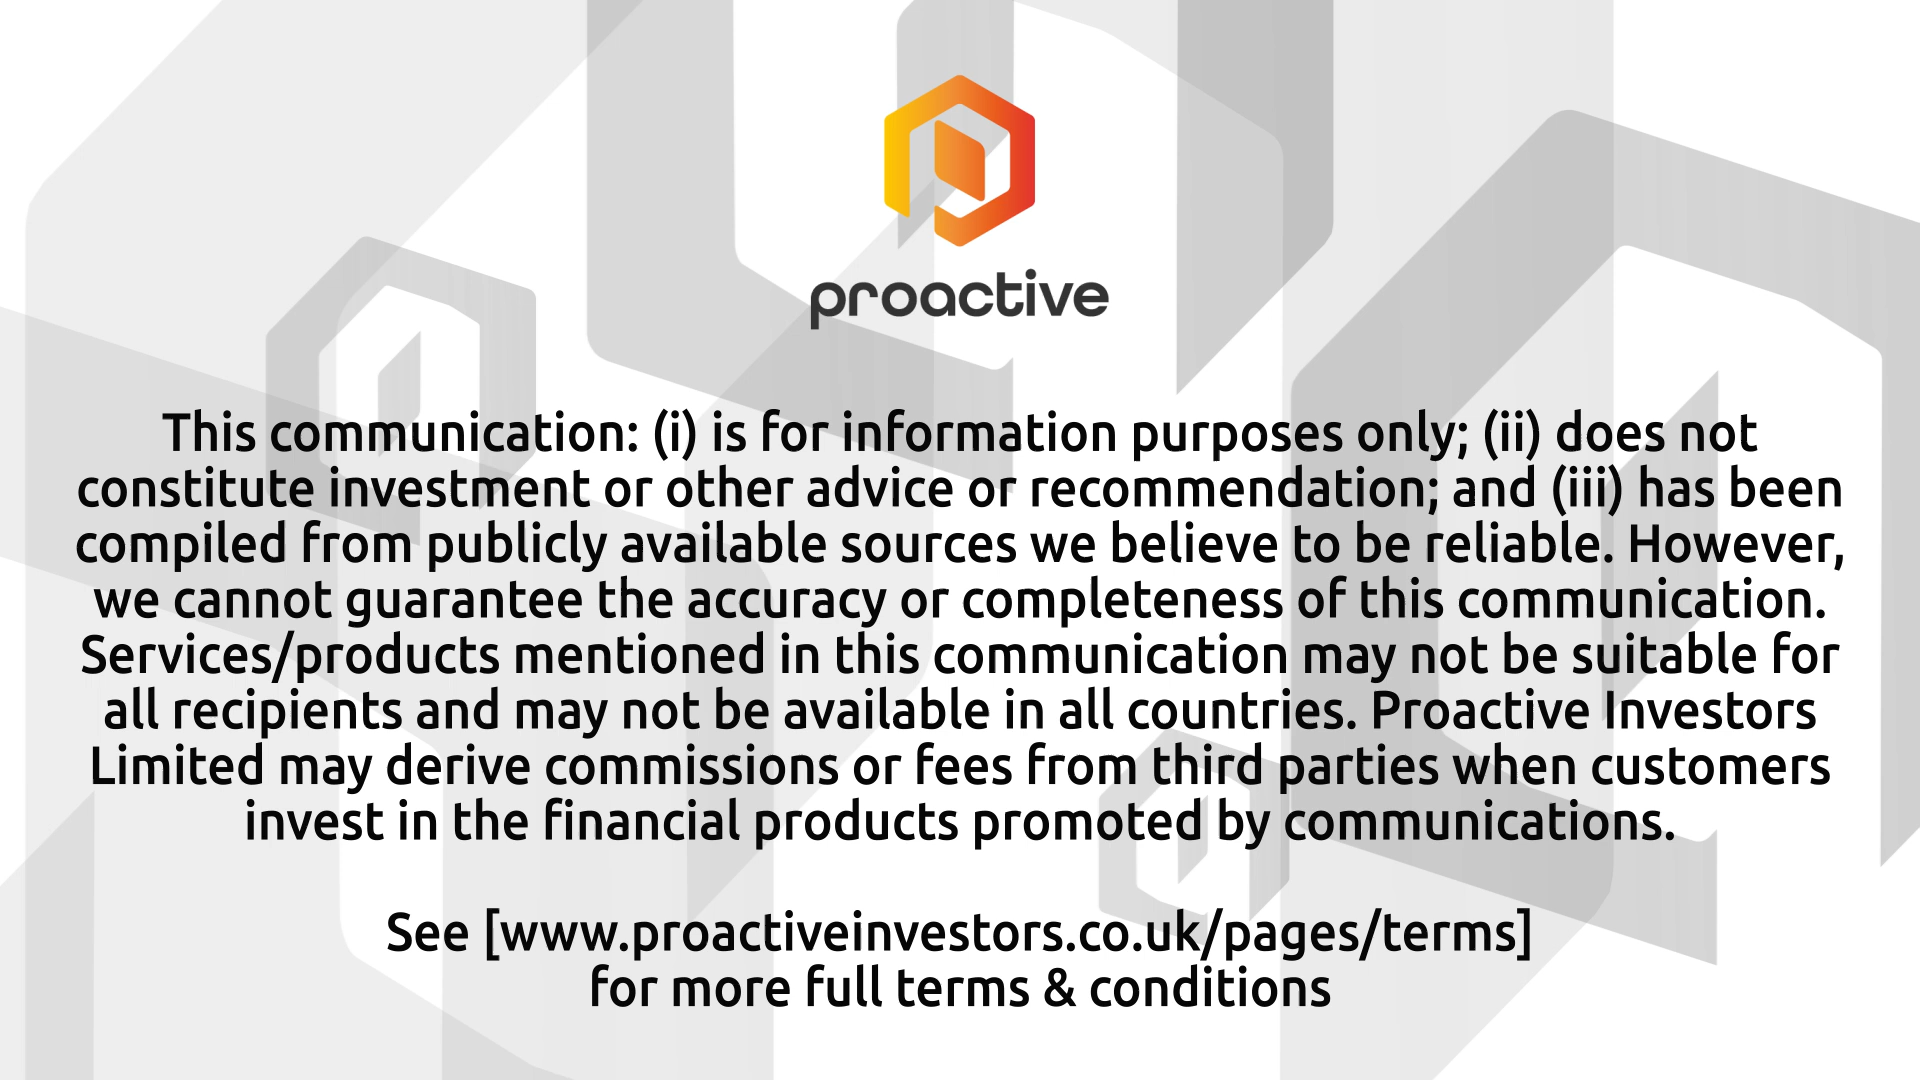 proactive
This communication: (i) is for information purposes only; (ii) does not
constitute investment or other advice or recommendation; and (iii) has been
compiled from publicly available sources we believe to be reliable. However,
we cannot guarantee the accuracy or completeness of this communication.
Services/products mentioned in this communication may not be suitable for
all recipients and may not be available in all countries. Proactive Investors
Limited may derive commissions or fees from third parties when customers
invest in the financial products promoted by communications.
See [www.proactiveinvestors.co.uk/pages/terms]
for more full terms & conditions